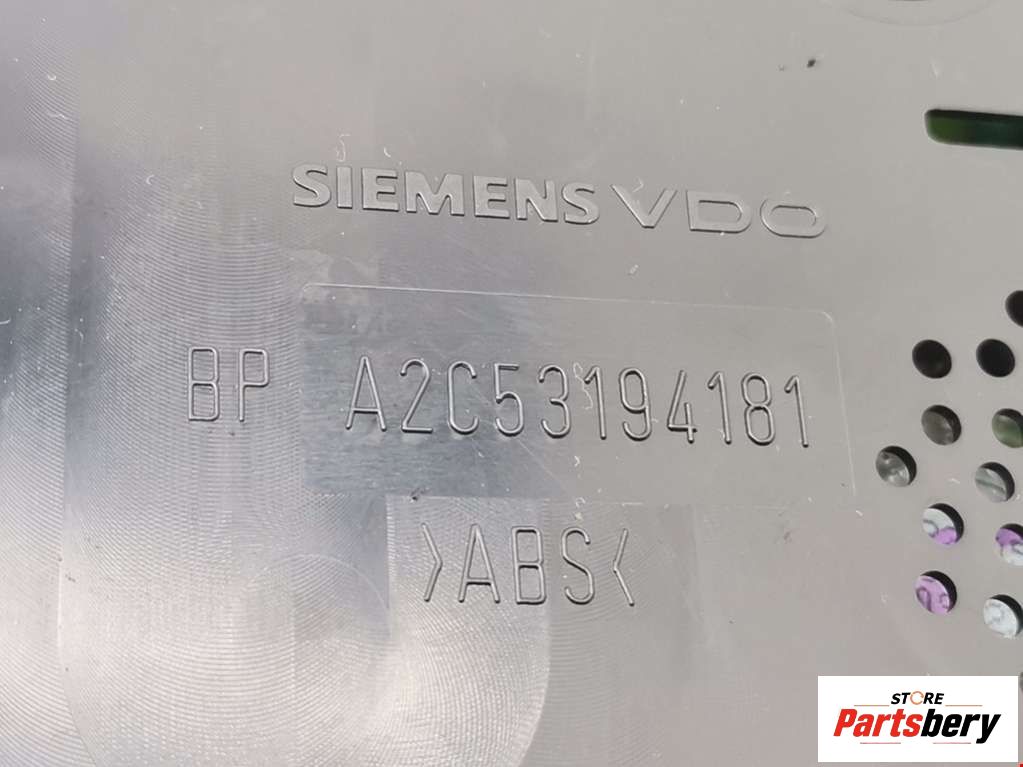 SIEMENS VDO
BP A2C53194181
>ABS<
STORE
Partsbery